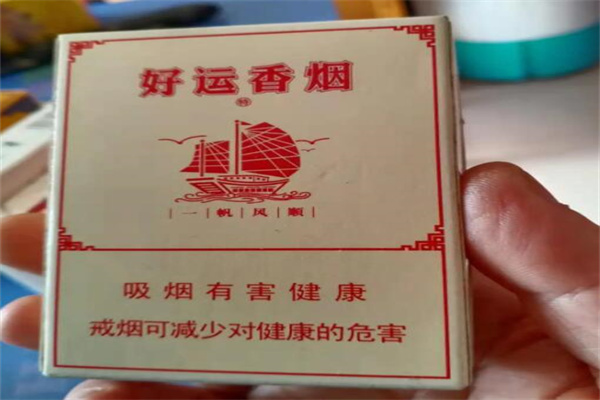 好运香烟
一帆风顺
吸烟有害健康
戒烟可减少对健康的危害